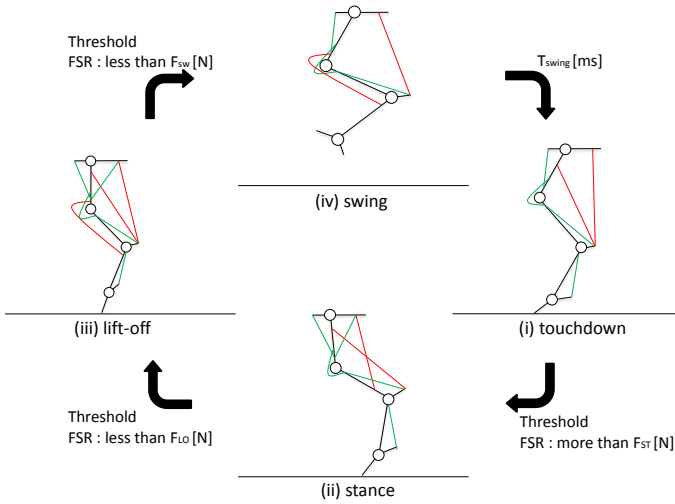 Threshold
FSR : less than Fsw [N]
Tswing [ms]
(iv) swing
(iii) lift-off
(i) touchdown
Threshold
FSR : less than FLO [N]
Threshold
FSR : more than FST [N]
(ii) stance